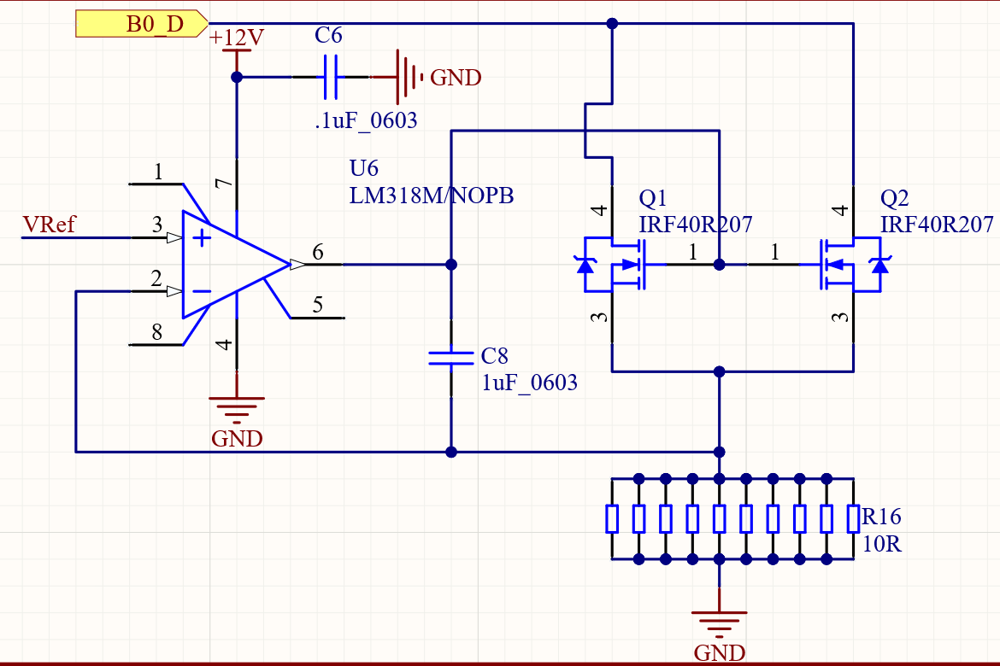 B0_D
+12V
C6
GND
.1uF_0603
1
7
U6
LM318M/NOPB
VRef
3
2
8
4
6
5
GND
C8
1uF_0603
4
Q1
IRF40R207
1
3
1
4
Q2
IRF40R207
3
R16
10R
GND